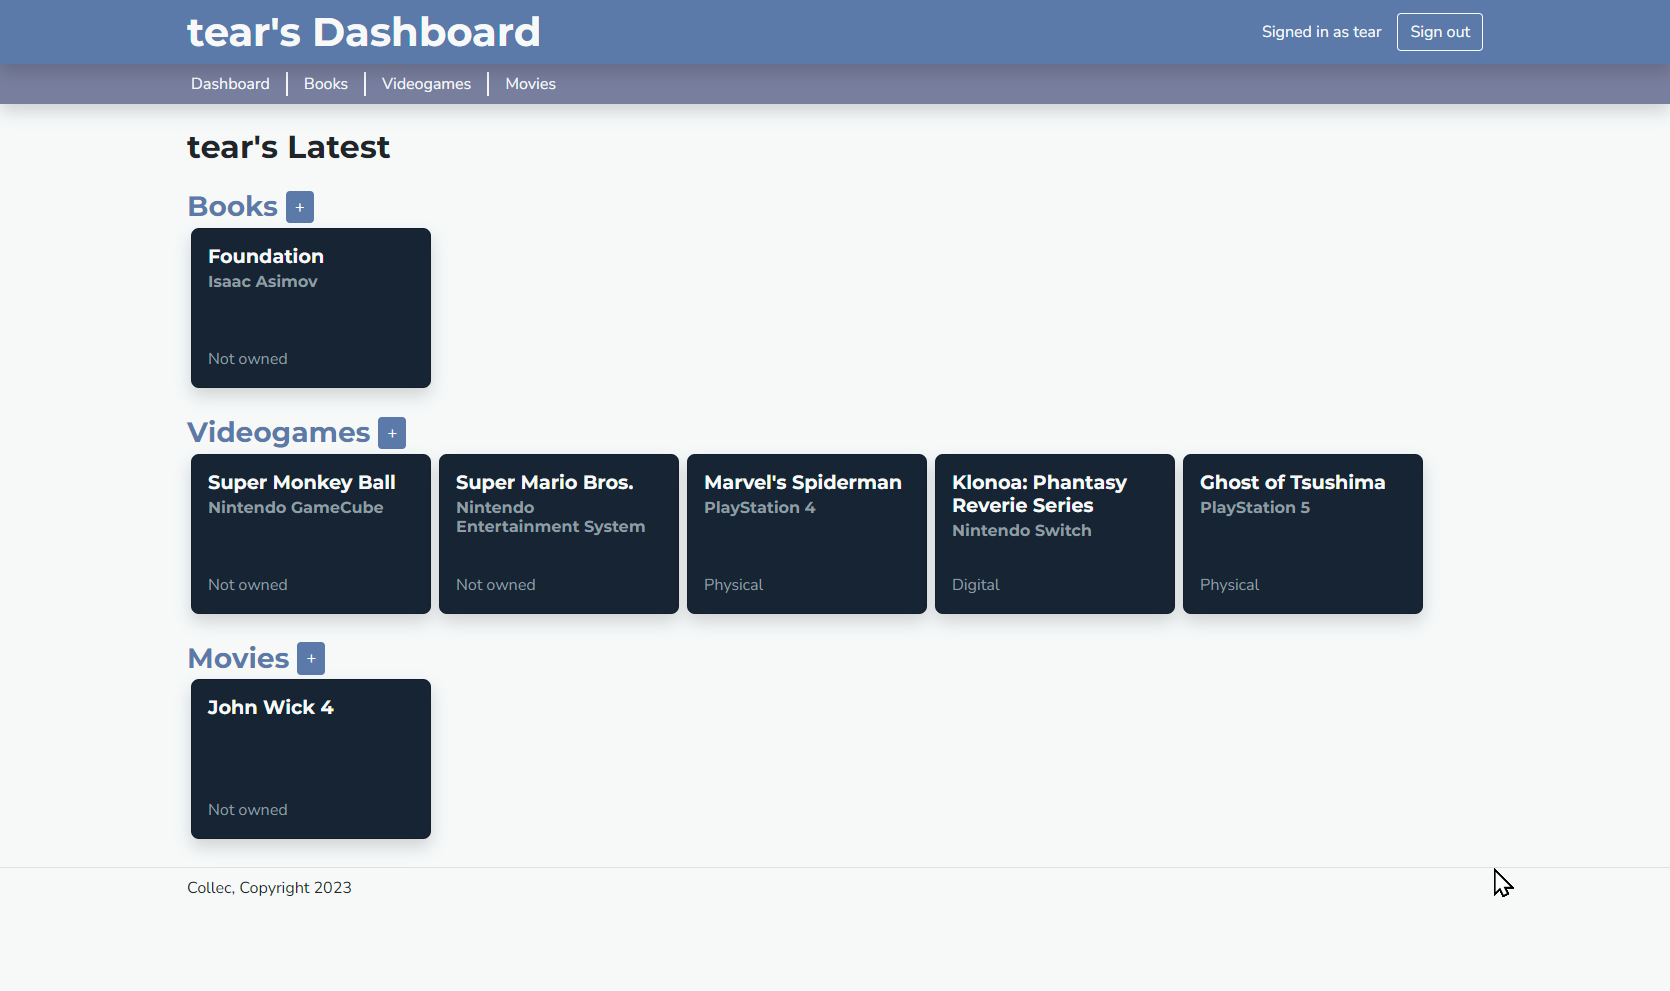 tear's Dashboard
Signed in as tear
Sign out
Dashboard
Books
Videogames
Movies
tear's Latest
Books +
Foundation
Isaac Asimov
Not owned
Videogames +
Super Monkey Ball
Nintendo GameCube
Not owned
Super Mario Bros.
Nintendo
Entertainment System
Not owned
Marvel's Spiderman
PlayStation 4
Physical
Klonoa: Phantasy
Reverie Series
Nintendo Switch
Digital
Ghost of Tsushima
PlayStation 5
Physical
Movies +
John Wick 4
Not owned
Collec, Copyright 2023